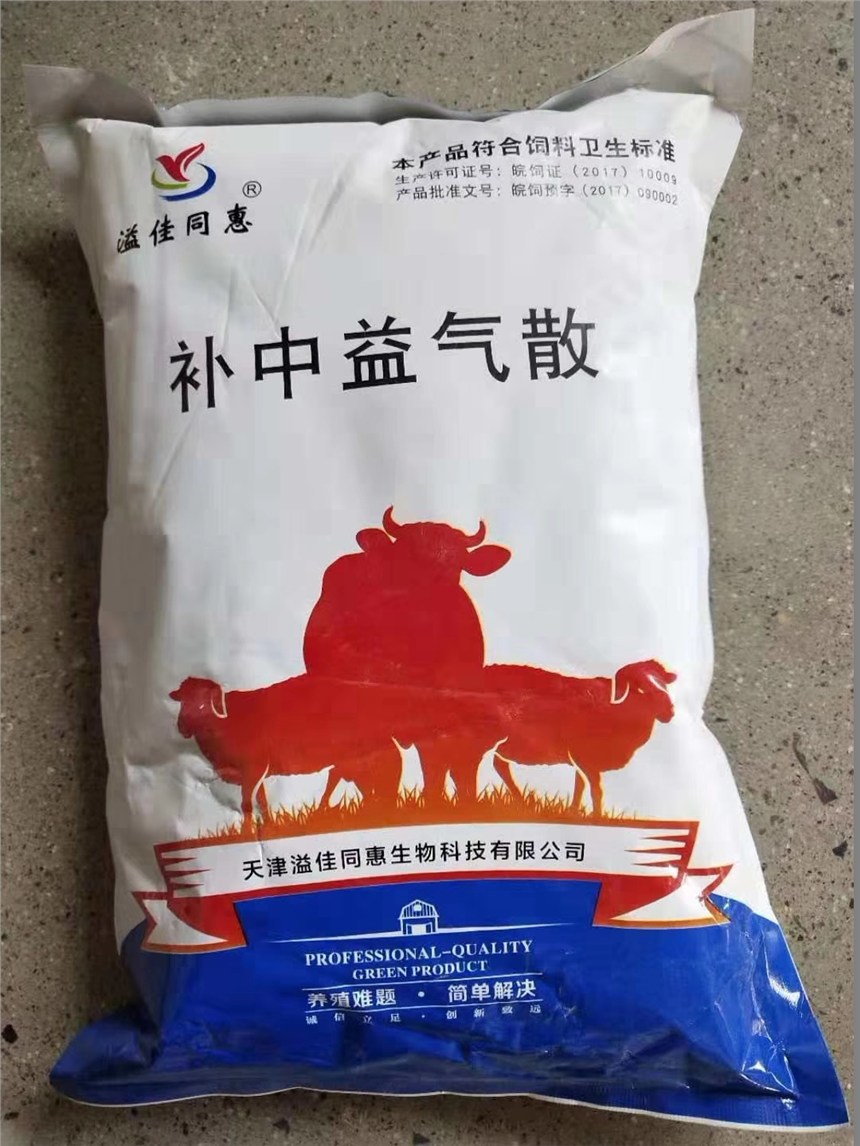 本产品符合饲料卫生标准
生产许可证号：皖饲证（2017）10009
产品批准文号：皖饲预字（2017）090002
溢佳同惠®
补中益气散
天津溢佳同惠生物科技有限公司
PROFESSIONAL-QUALITY
GREEN PRODUCT
养殖难题 · 简单解决
诚信立足·创新致远